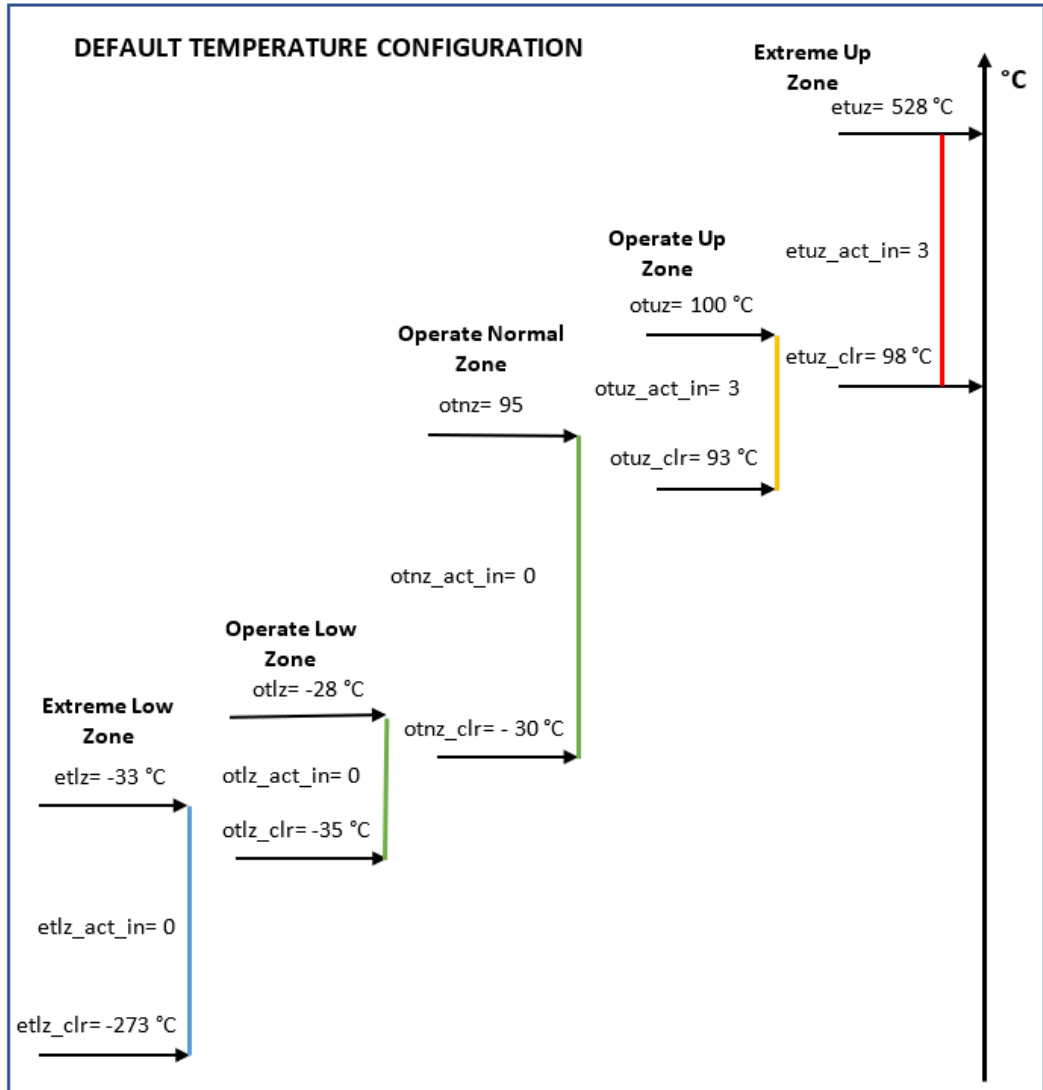 DEFAULT TEMPERATURE CONFIGURATION
Extreme Up
Zone
°C
etuz= 528 °C
Operate Up
Zone
etuz_act_in= 3
otuz= 100 °C
Operate Normal
Zone
etuz_clr= 98 °C
otuz_act_in= 3
otnz= 95
otuz_clr= 93 °C
otnz_act_in= 0
Operate Low
Zone
otlz= -28 °C
Extreme Low
Zone
otnz_clr= - 30 °C
etlz= -33 °C
otlz_act_in= 0
otlz_clr= -35 °C
etlz_act_in= 0
etlz_clr= -273 °C